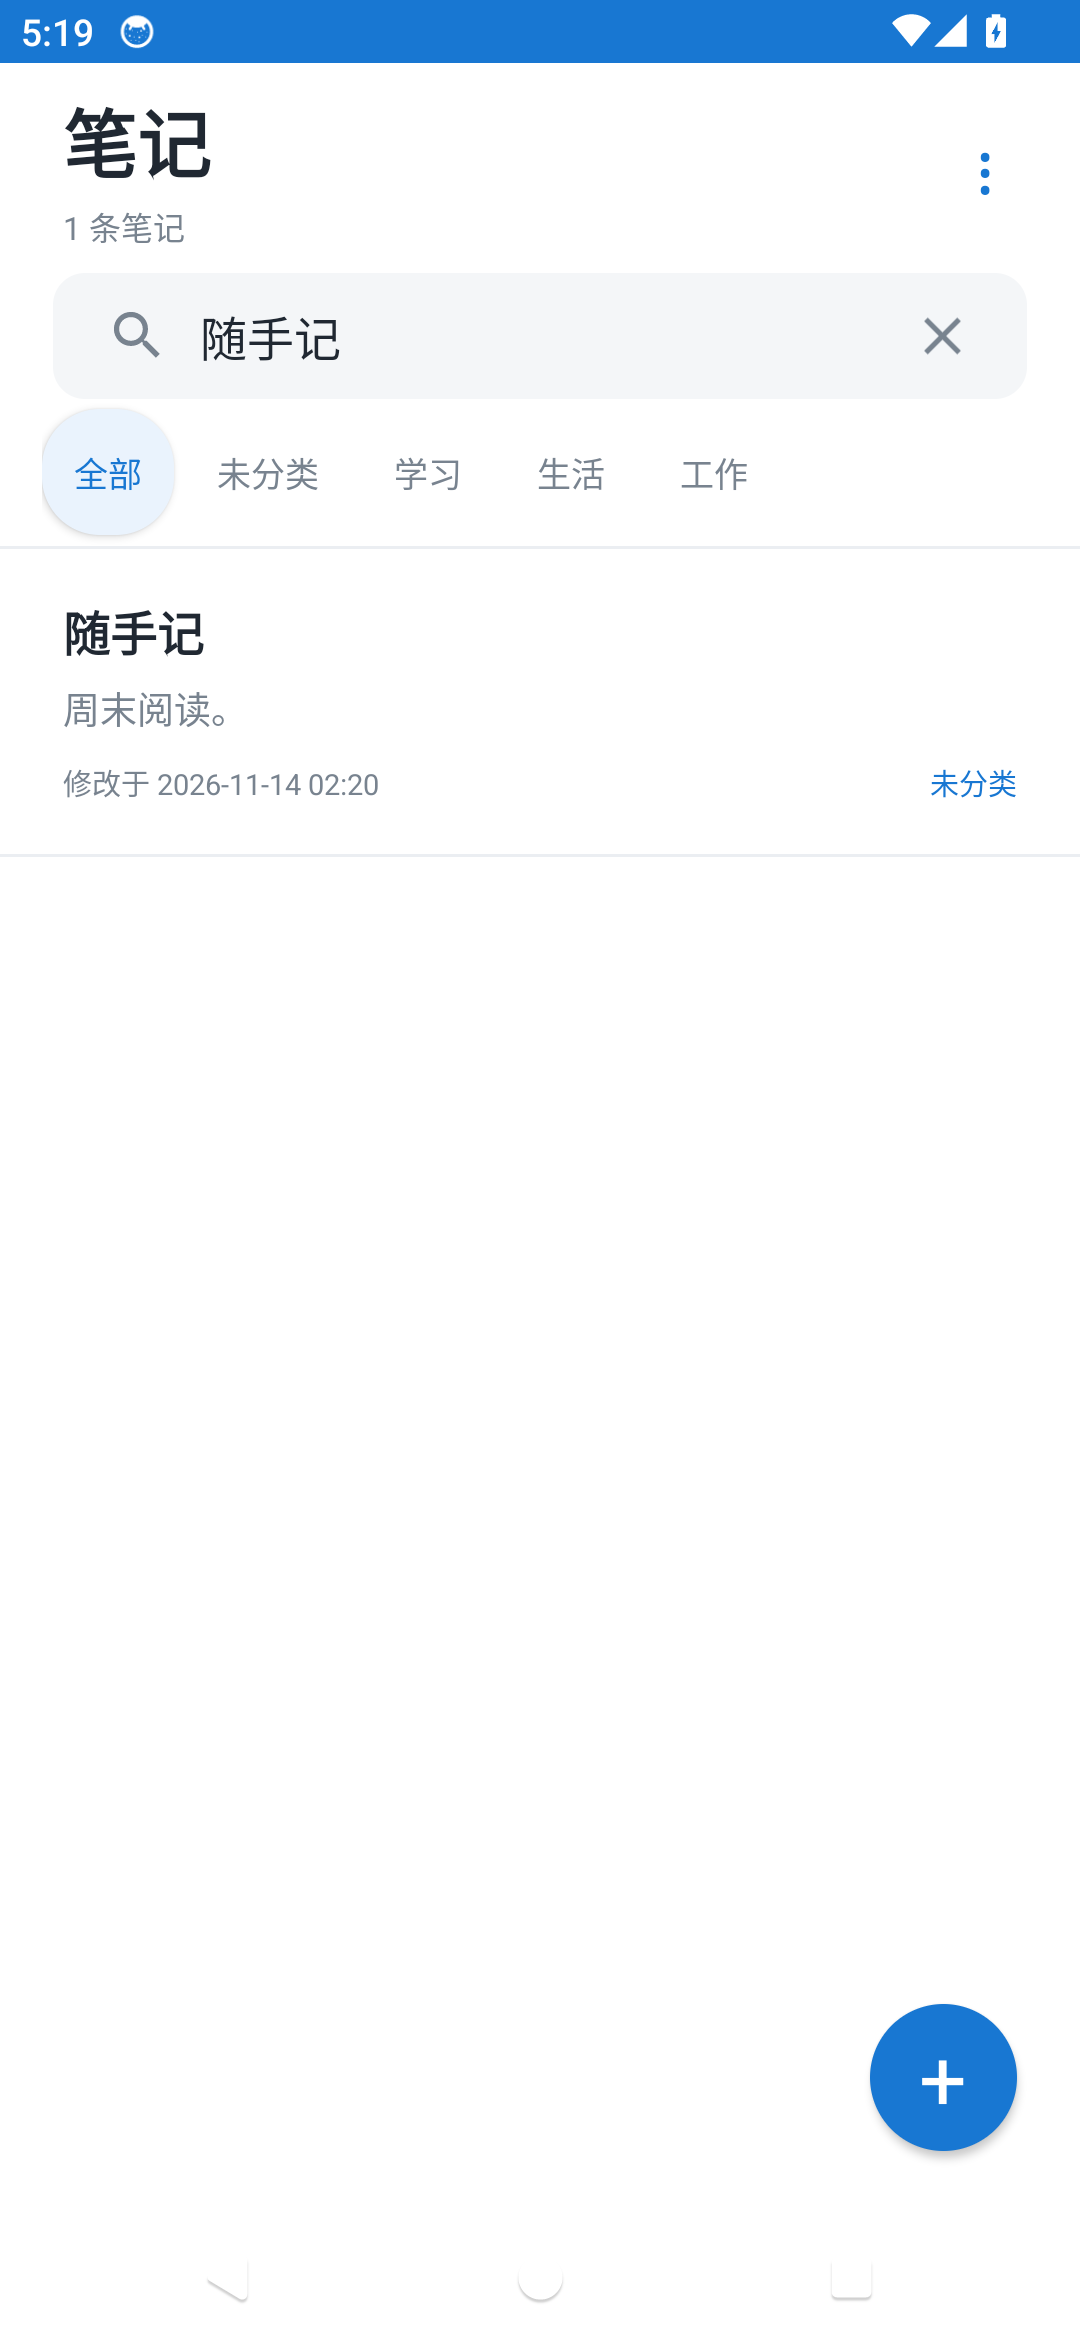 5:19
笔记
1 条笔记
随手记
全部 未分类 学习 生活 工作
随手记
周末阅读。
修改于 2026-11-14 02:20 未分类